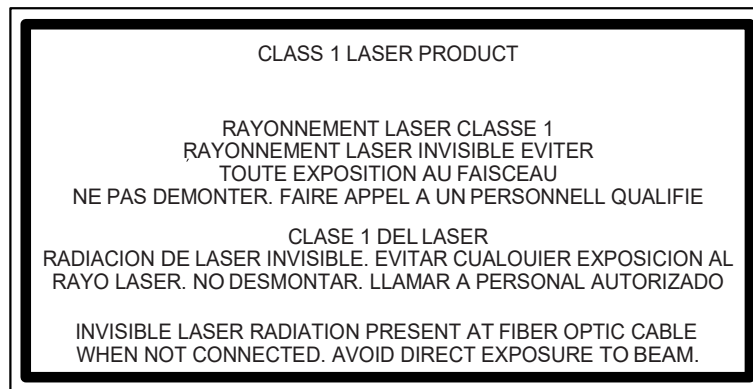 CLASS 1 LASER PRODUCT
RAYONNEMENT LASER CLASSE 1
RAYONNEMENT LASER INVISIBLE EVITER
TOUTE EXPOSITION AU FAISCEAU
NE PAS DEMONTER. FAIRE APPEL A UN PERSONNELL QUALIFIE
CLASE 1 DEL LASER
RADIACION DE LASER INVISIBLE. EVITAR CUALOUIER EXPOSICION AL
RAYO LASER. NO DESMONTAR. LLAMAR A PERSONAL AUTORIZADO
INVISIBLE LASER RADIATION PRESENT AT FIBER OPTIC CABLE
WHEN NOT CONNECTED. AVOID DIRECT EXPOSURE TO BEAM.